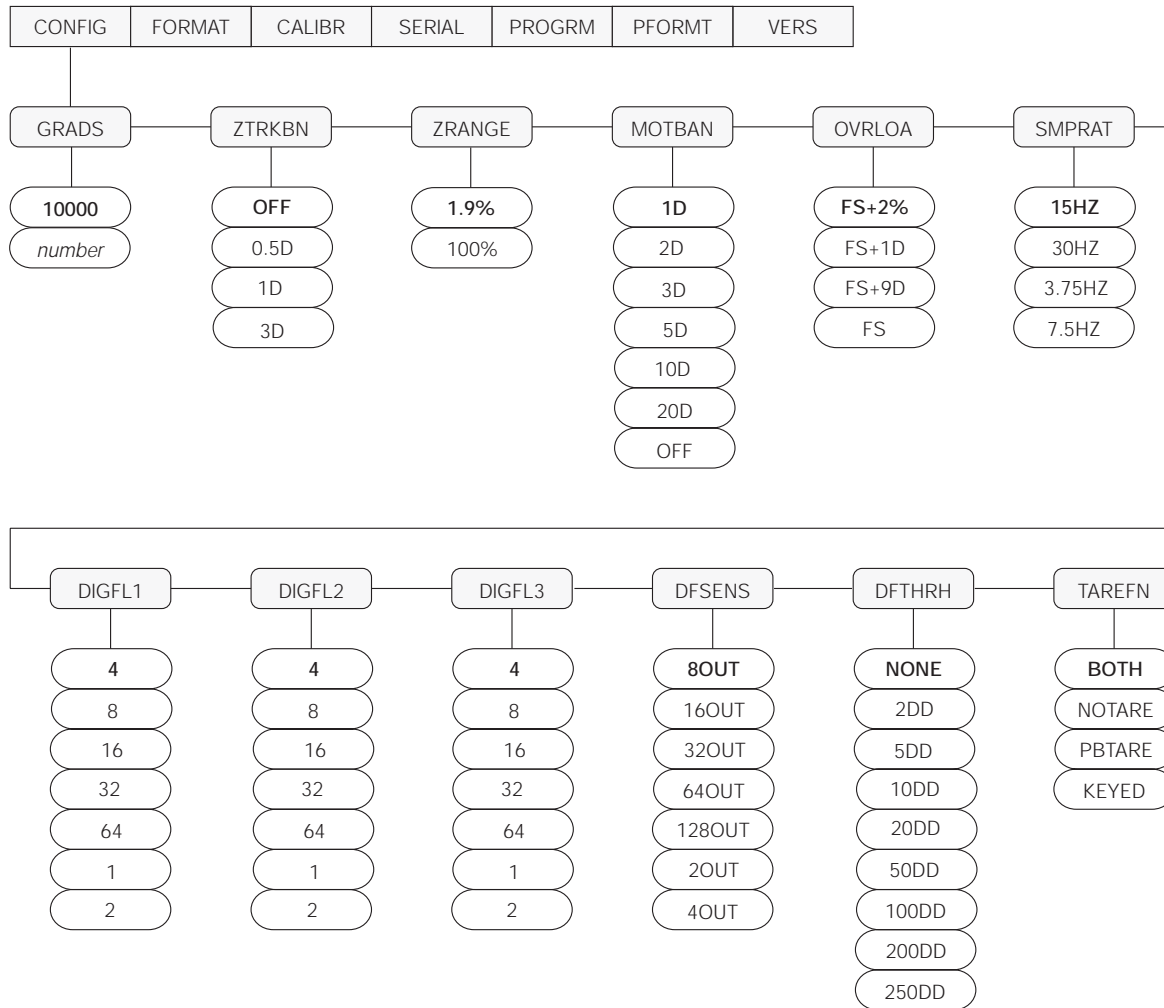 CONFIG FORMAT CALIBR SERIAL PROGRM PFORMT VERS
GRADS ZTRKBN ZRANGE MOTBAN OVRLOA SMPRAT
10000 OFF 1.9% 1D FS+2% 15HZ
number 0.5D 100% 2D FS+1D 30HZ
1D 3D FS+9D 3.75HZ
3D 5D FS 7.5HZ
10D
20D
OFF
DIGFL1 DIGFL2 DIGFL3 DFSENS DFTHRH TAREFN
4 4 4 8OUT NONE BOTH
8 8 8 16OUT 2DD NOTARE
16 16 16 32OUT 5DD PBTARE
32 32 32 64OUT 10DD KEYED
64 64 64 128OUT 20DD
1 1 1 2OUT 50DD
2 2 2 4OUT 100DD
200DD
250DD